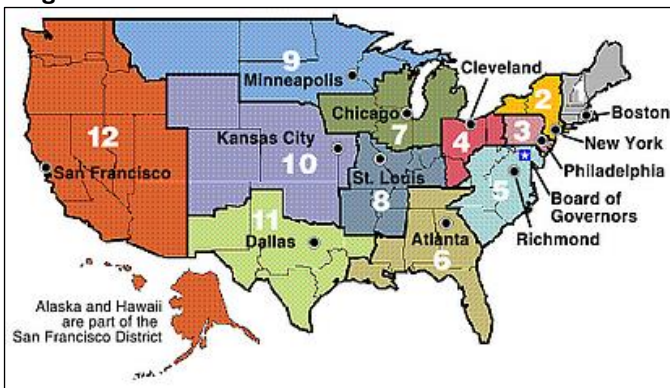 9
Minneapolis
Cleveland
1
2
Boston
Chicago
7
12
4
3
New York
Kansas City
10
San Francisco
St. Louis
Philadelphia
5
8
Board of
Governors
11
Dallas
Atlanta
6
Richmond
Alaska and Hawaii
are part of the
San Francisco District